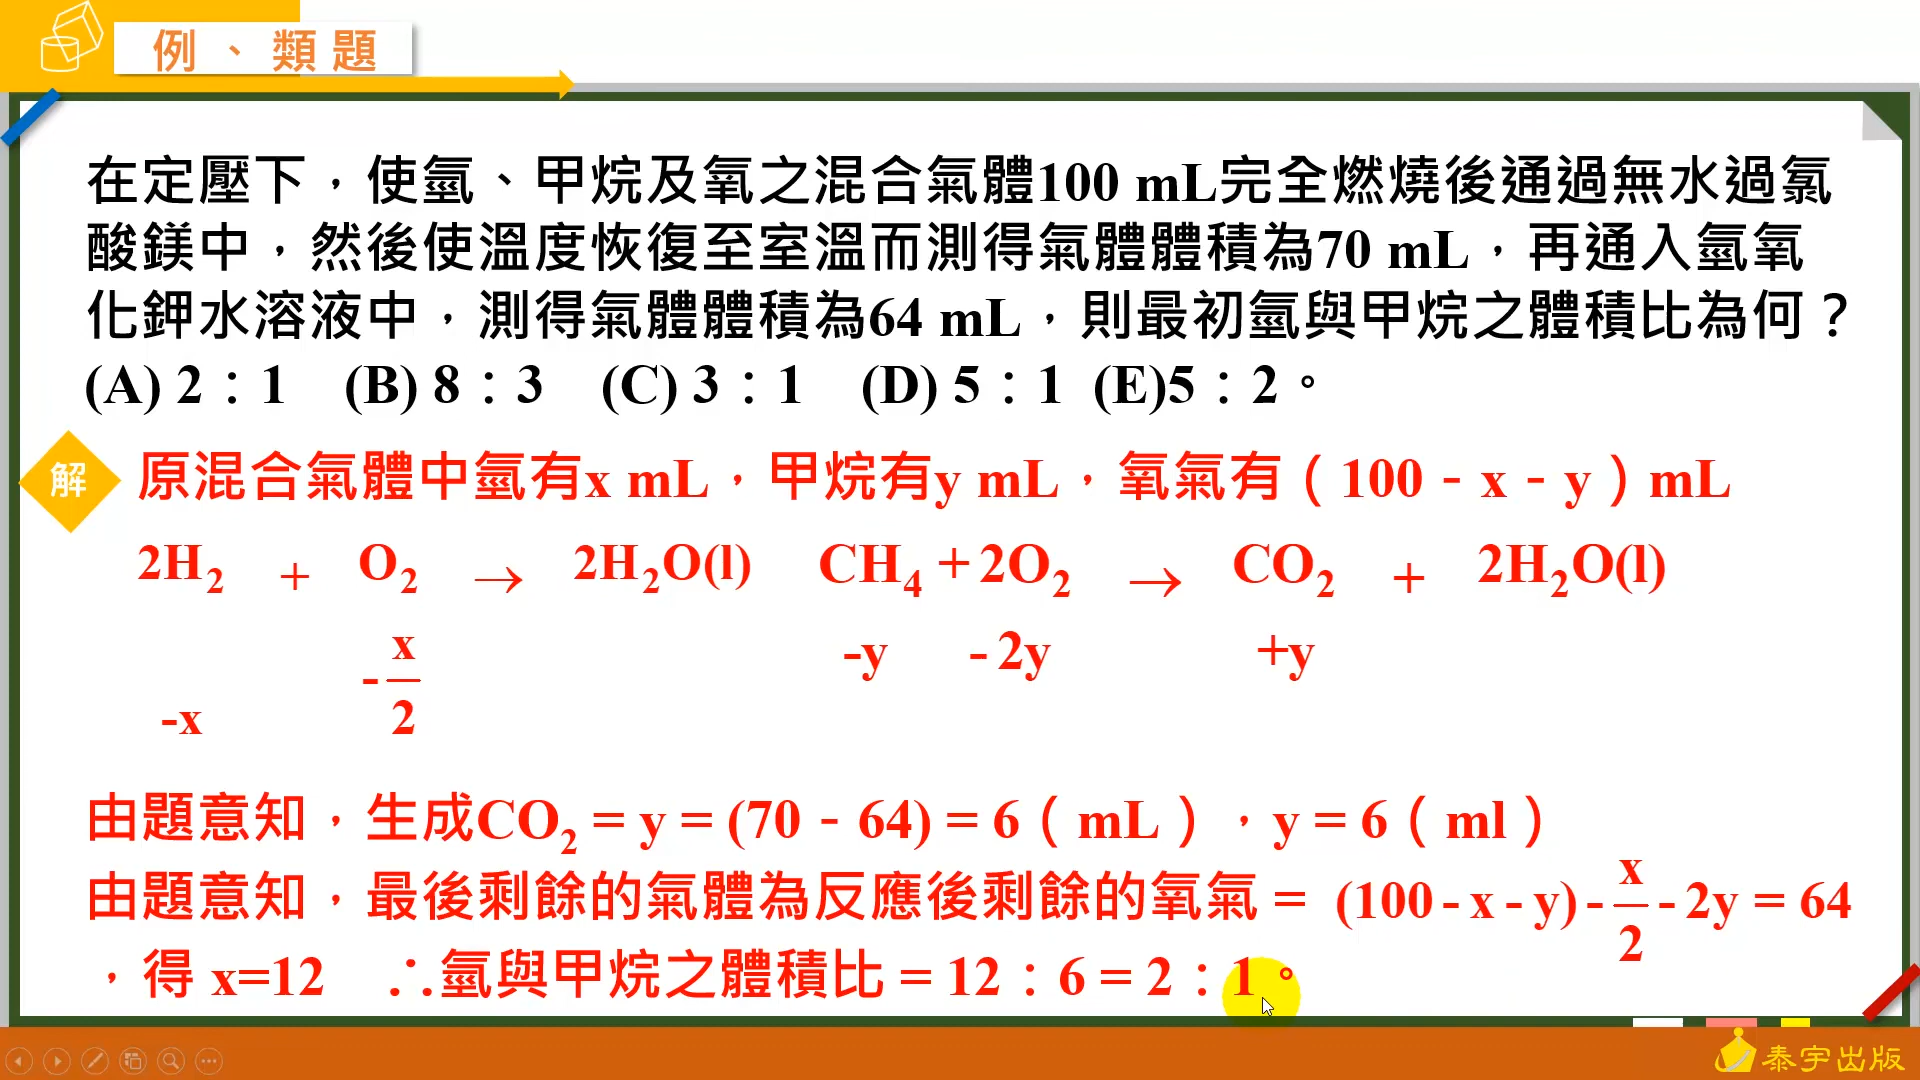 例、類題
在定壓下，使氫、甲烷及氧之混合氣體100 mL完全燃燒後通過無水過氯
酸鎂中，然後使溫度恢復至室溫而測得氣體體積為70 mL，再通入氫氧
化鉀水溶液中，測得氣體體積為64 mL，則最初氫與甲烷之體積比為何？
(A) 2：1 (B) 8：3 (C) 3：1 (D) 5：1 (E)5：2。
解 原混合氣體中氫有x mL，甲烷有y mL，氧氣有（100－x－y）mL
2H₂ + O₂ → 2H₂O(l) CH₄ + 2O₂ → CO₂ + 2H₂O(l)
-x -x/2 -y -2y +y
由題意知，生成CO₂ = y = (70－64) = 6（mL），y = 6（ml）
由題意知，最後剩餘的氣體為反應後剩餘的氧氣 = (100-x-y)-x/2-2y = 64
，得 x=12 ∴氫與甲烷之體積比 = 12：6 = 2：1。
泰宇出版